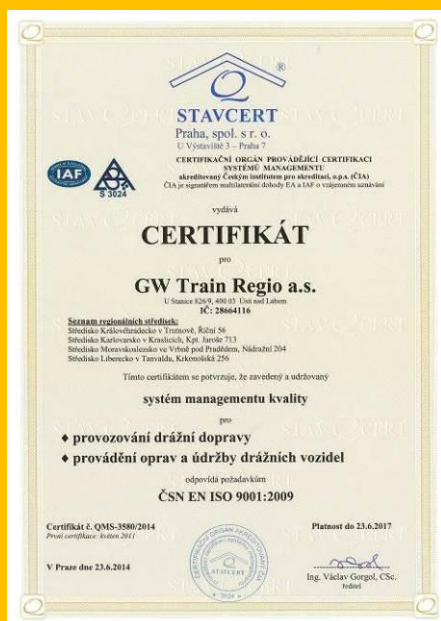 Q
®
STAVCERT
Praha, spol. s r. o.
U Výstaviště 3 – Praha 7
CERTIFIKAČNÍ ORGÁN PROVÁDĚJÍCÍ CERTIFIKACI
SYSTÉMŮ MANAGEMENTU
akreditovaný Českým institutem pro akreditaci, o.p.s. (ČIA)
ČIA je signatářem multilaterální dohody EA a IAF o vzájemném uznávání
IAF
S 3024
vydává
CERTIFIKÁT
pro
GW Train Regio a.s.
U Stanice 826/9, 400 03 Ústí nad Labem
IČ: 28664116
Seznam regionálních středisek:
Středisko Královéhradecko v Trutnově, Říční 56
Středisko Karlovarsko v Kraslicích, Kpt. Jaroše 713
Středisko Moravskoslezsko ve Vrbně pod Pradědem, Nádražní 204
Středisko Liberecko v Tanvaldu, Krkonošská 256
Tímto certifikátem se potvrzuje, že zavedený a udržovaný
systém managementu kvality
pro
♦ provozování drážní dopravy
♦ provádění oprav a údržby drážních vozidel
odpovídá požadavkům
ČSN EN ISO 9001:2009
Certifikát č. QMS-3580/2014
Platnost do 23.6.2017
První certifikace: květen 2011
V Praze dne 23.6.2014
STAVCERT
3024
Ing. Václav Gorgol, CSc.
ředitel